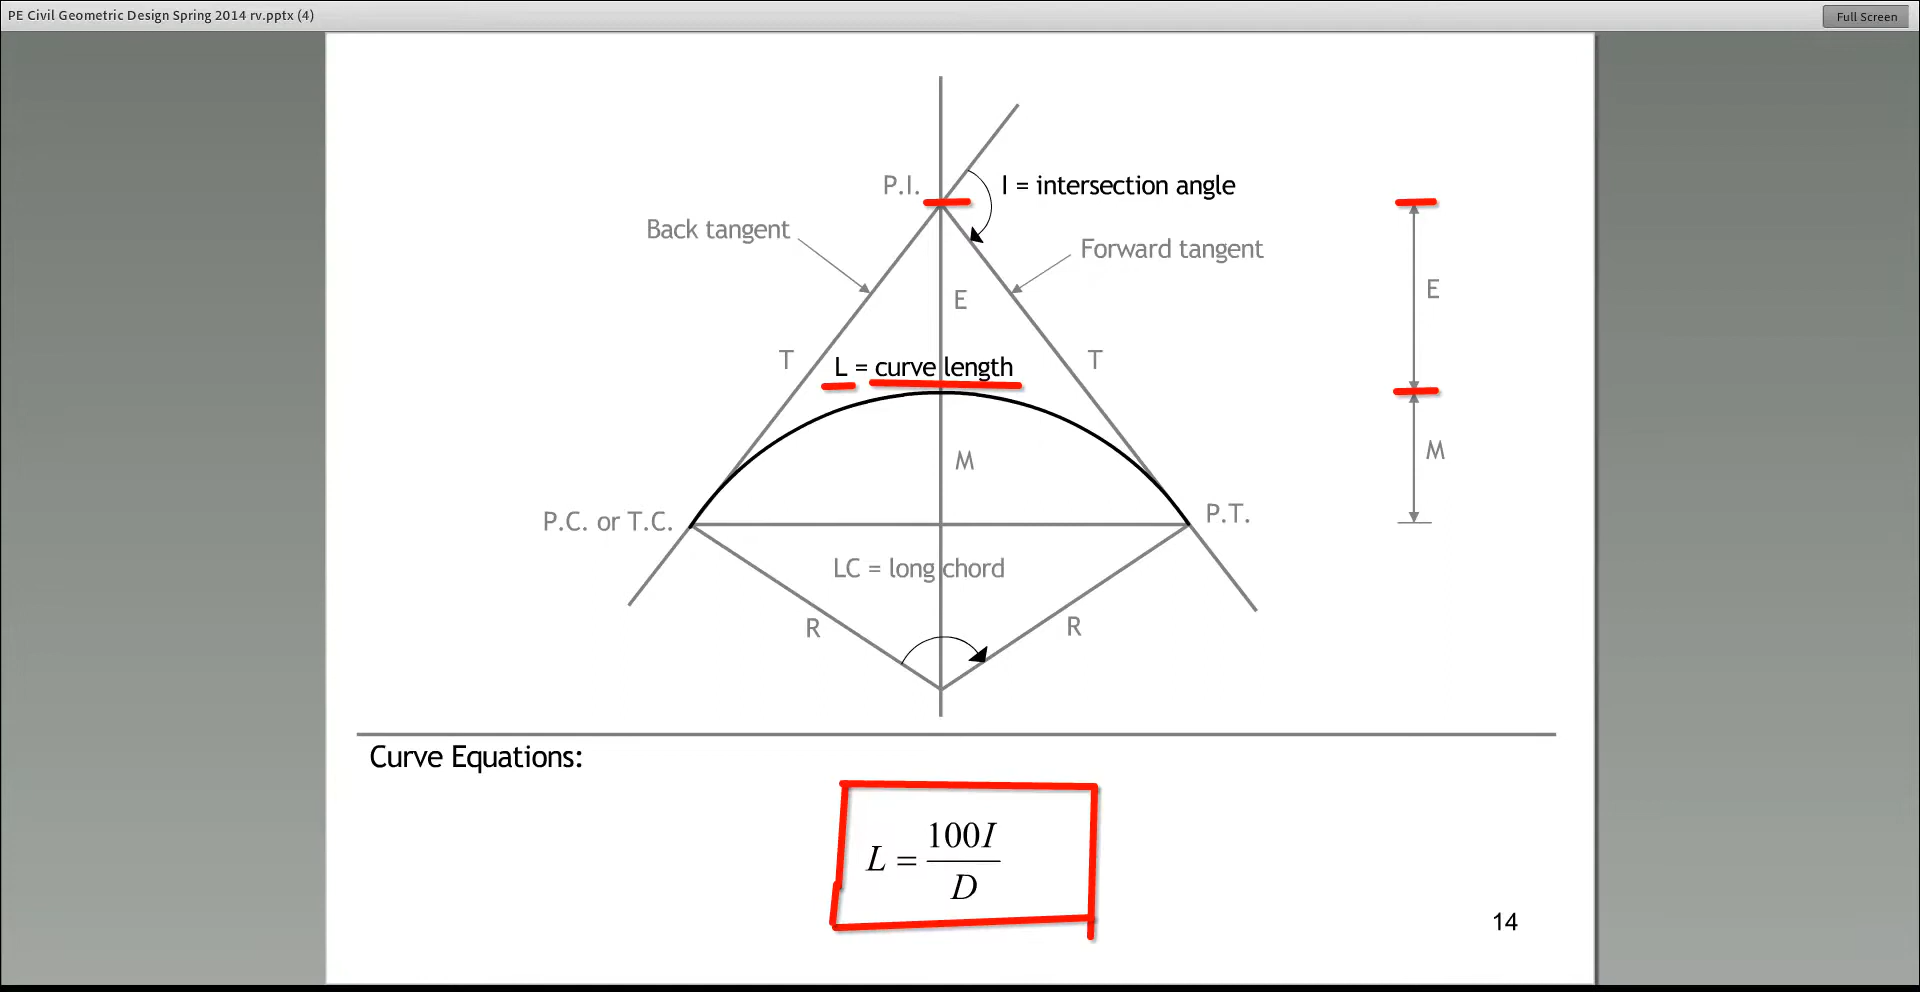 PE Civil Geometric Design Spring 2014 rv.pptx (4)
Full Screen
P.I.
I = intersection angle
Back tangent
Forward tangent
E
E
T
L = curve length
T
M
M
P.C. or T.C.
P.T.
LC = long chord
R
R
Curve Equations:
L = 100I / D
14